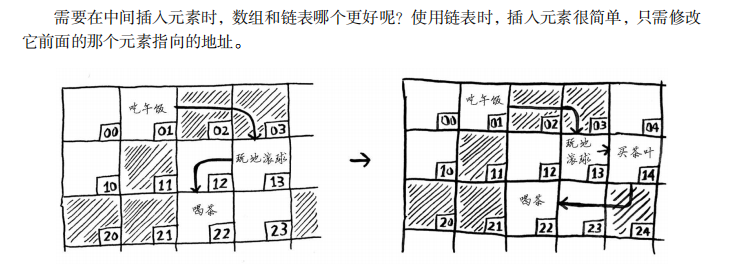 需要在中间插入元素时，数组和链表哪个更好呢？使用链表时，插入元素很简单，只需修改
它前面的那个元素指向的地址。
吃午饭
00 01 02 03
玩地滚球
10 11 12 13
喝茶
20 21 22 23
吃午饭
00 01 02 03 04
玩地
滚球 买茶叶
10 11 12 13 14
喝茶
20 21 22 23 24